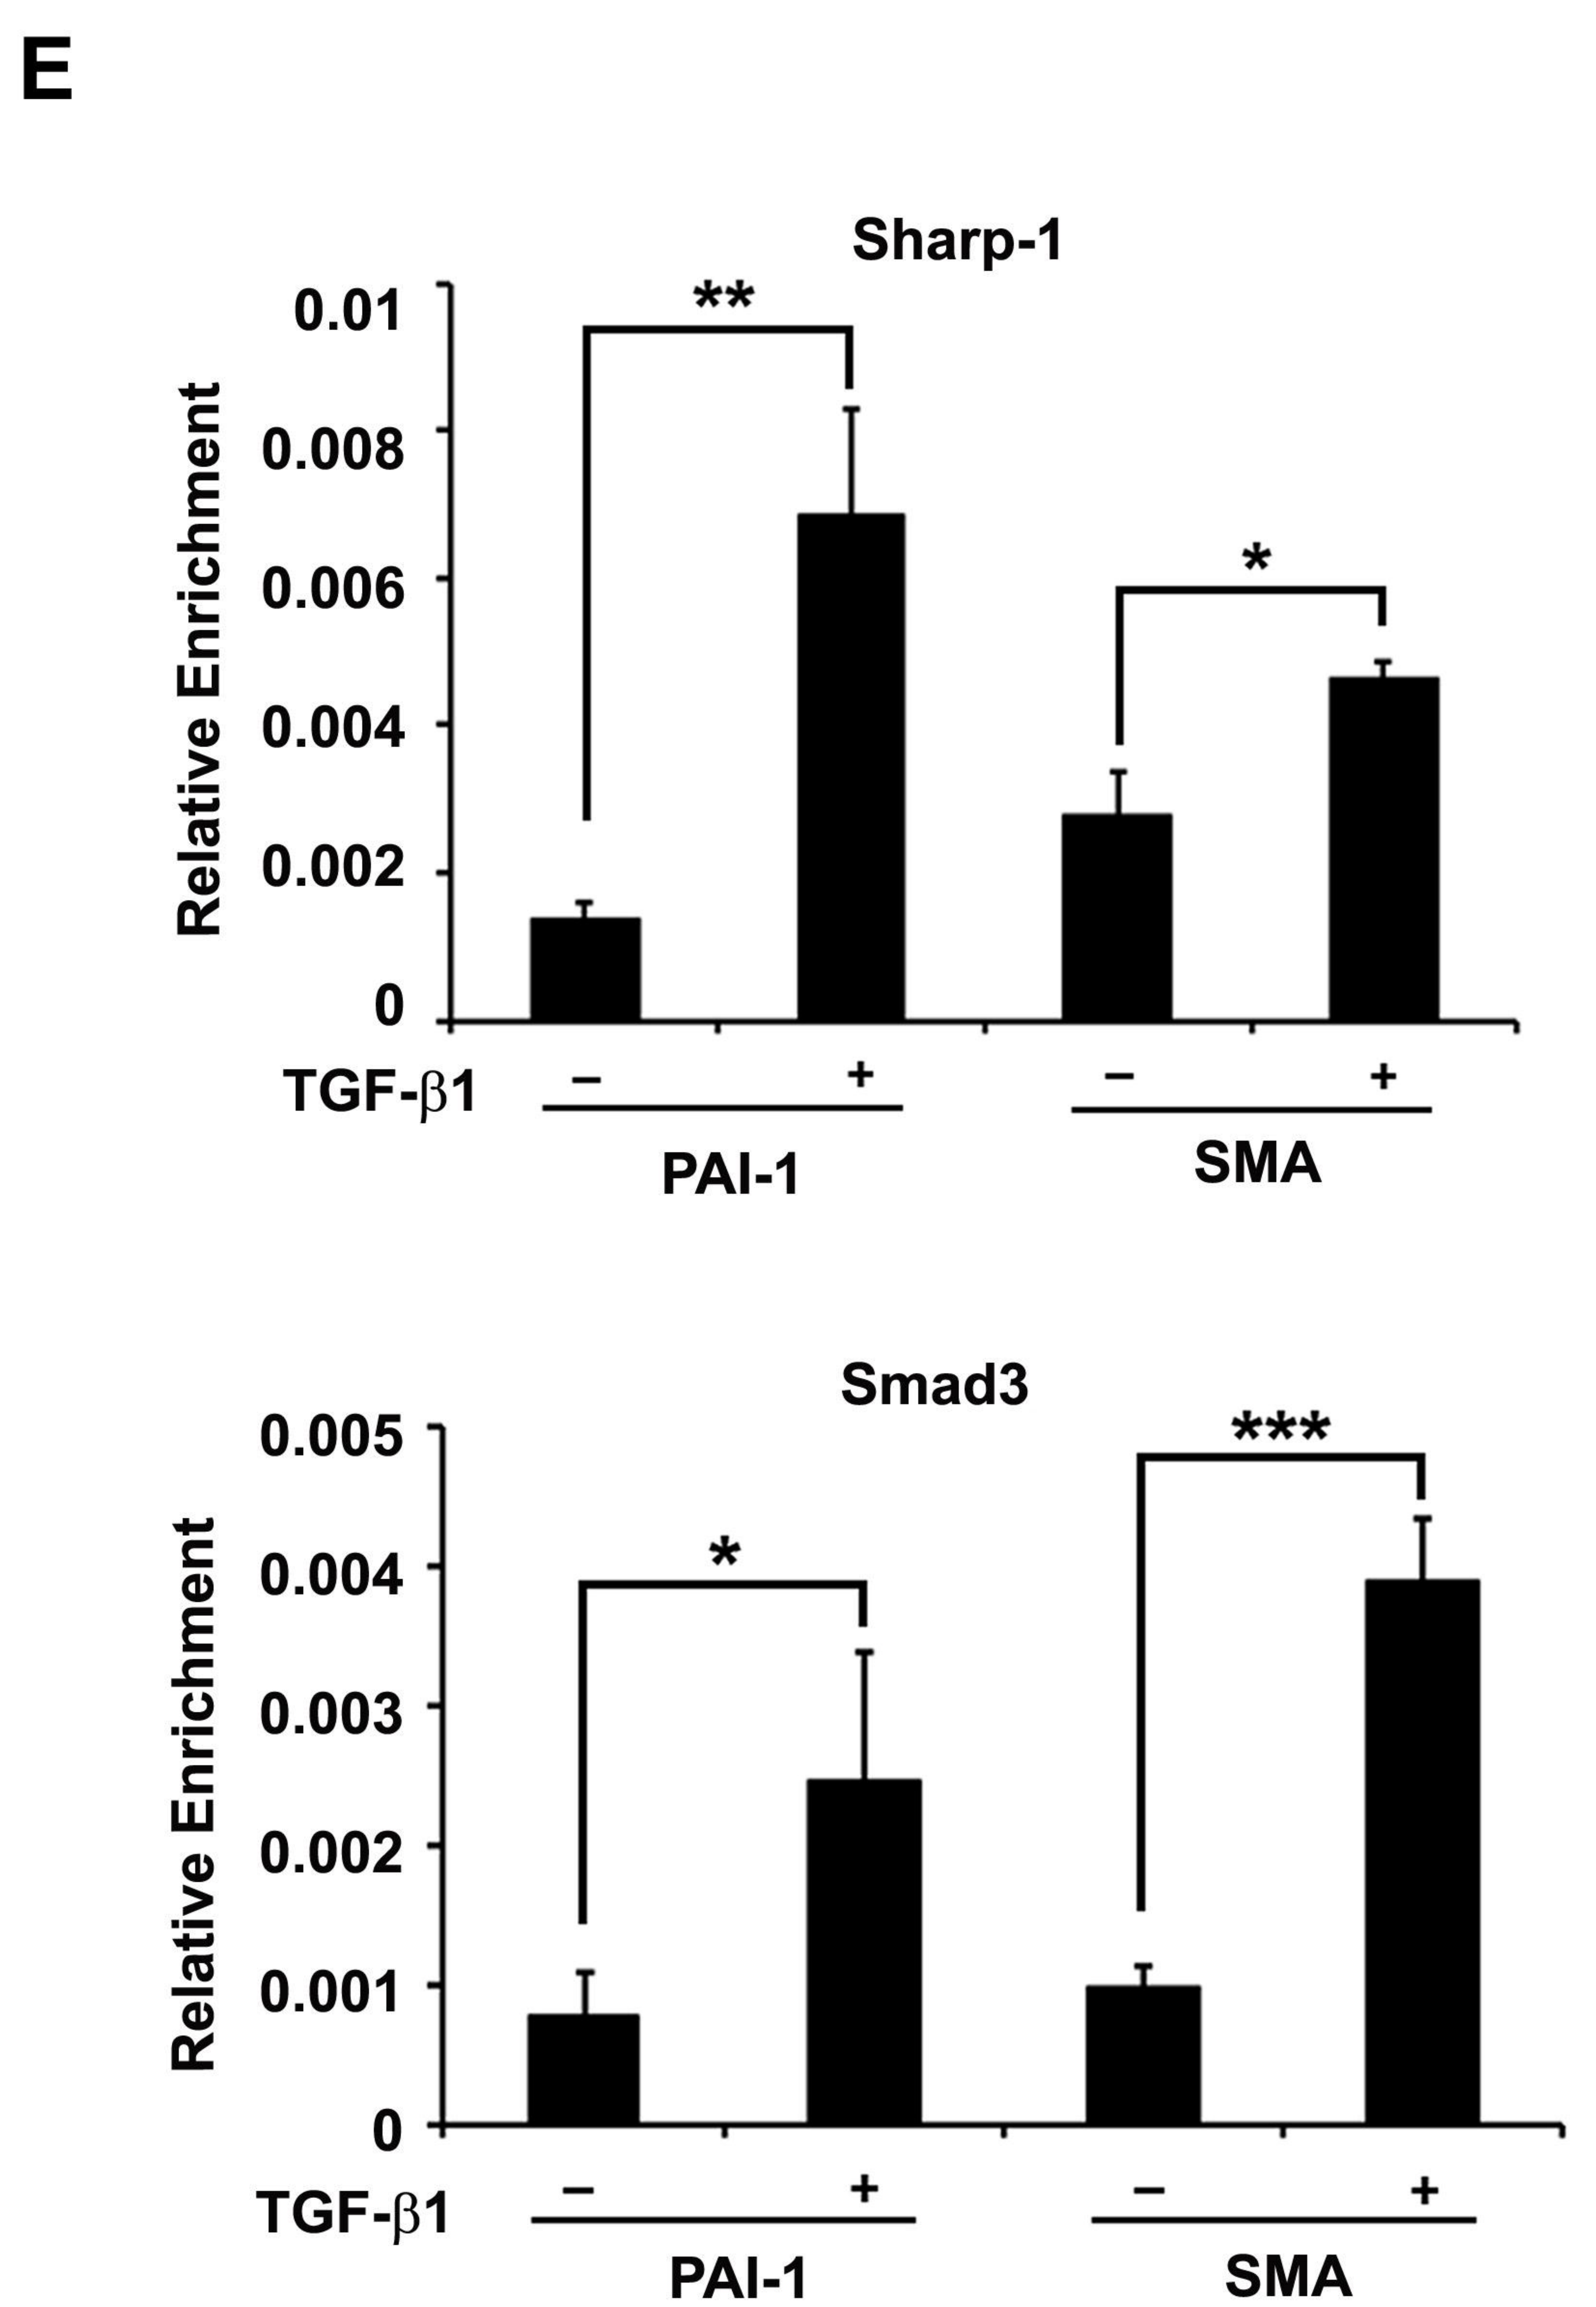 E
Sharp-1
**
*
0.01
0.008
0.006
0.004
0.002
0
Relative Enrichment
TGF-β1 – + – +
PAI-1 SMA
Smad3
***
*
0.005
0.004
0.003
0.002
0.001
0
Relative Enrichment
TGF-β1 – + – +
PAI-1 SMA